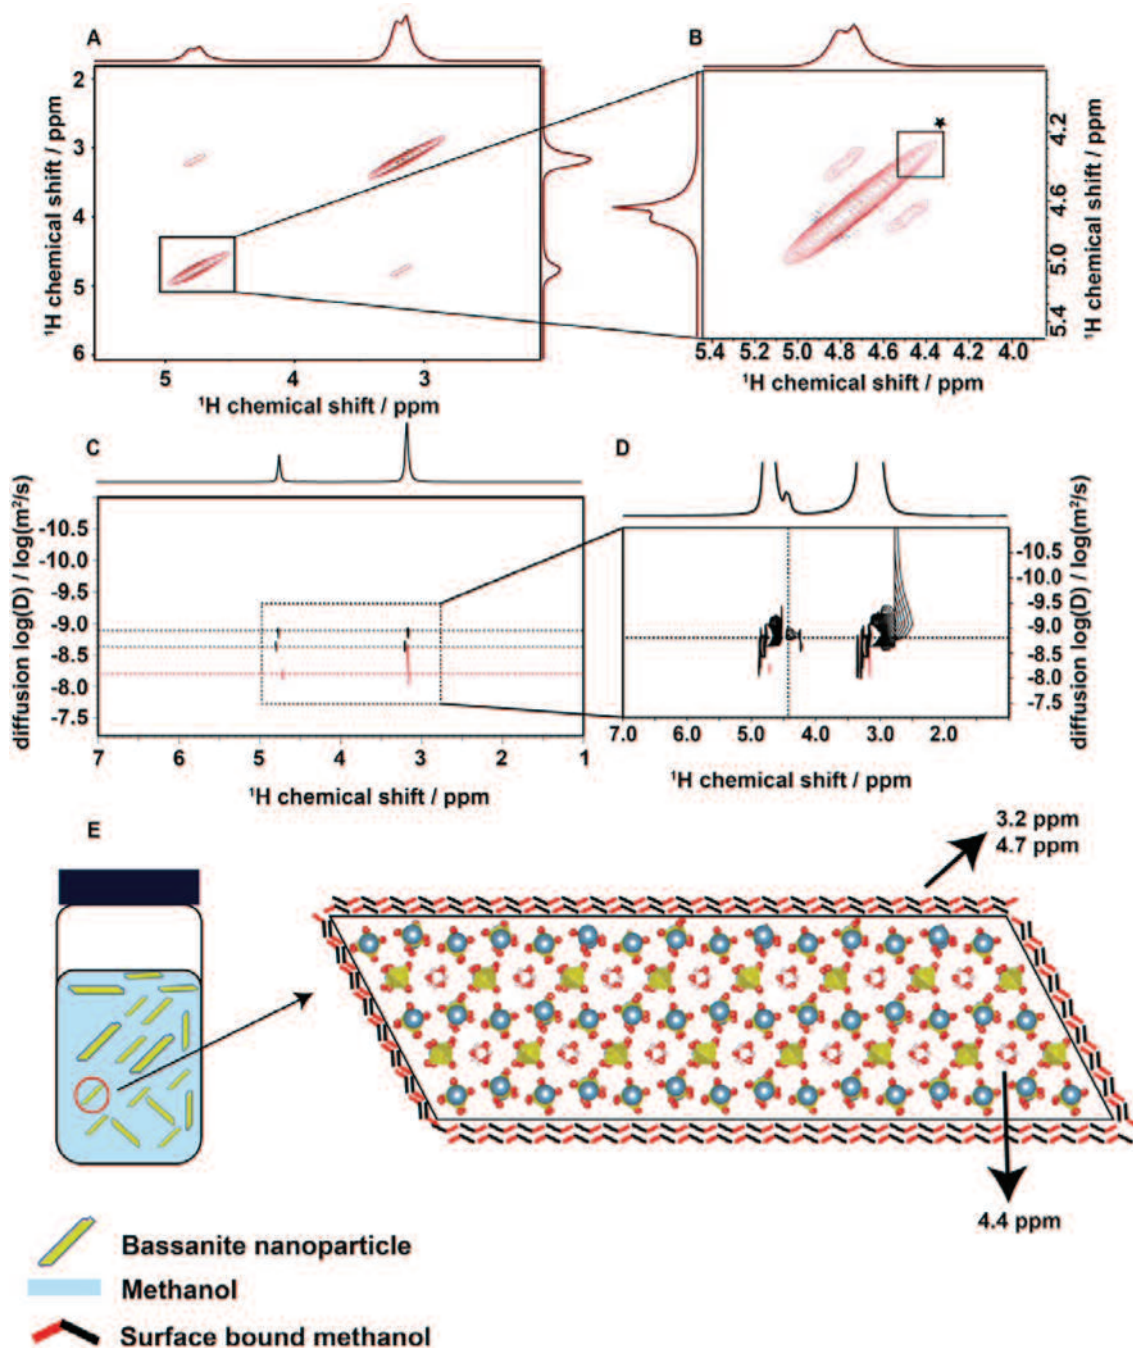 A
B
2
3
4
5
6
¹H chemical shift / ppm
5 4 3
¹H chemical shift / ppm
★
4.2
4.6
5.0
5.4
¹H chemical shift / ppm
5.4 5.2 5.0 4.8 4.6 4.4 4.2 4.0
¹H chemical shift / ppm
C
D
diffusion log(D) / log(m²/s)
-10.5
-10.0
-9.5
-9.0
-8.5
-8.0
-7.5
7 6 5 4 3 2 1
¹H chemical shift / ppm
-10.5
-10.0
-9.5
-9.0
-8.5
-8.0
-7.5
diffusion log(D) / log(m²/s)
7.0 6.0 5.0 4.0 3.0 2.0
¹H chemical shift / ppm
E
3.2 ppm
4.7 ppm
4.4 ppm
Bassanite nanoparticle
Methanol
Surface bound methanol